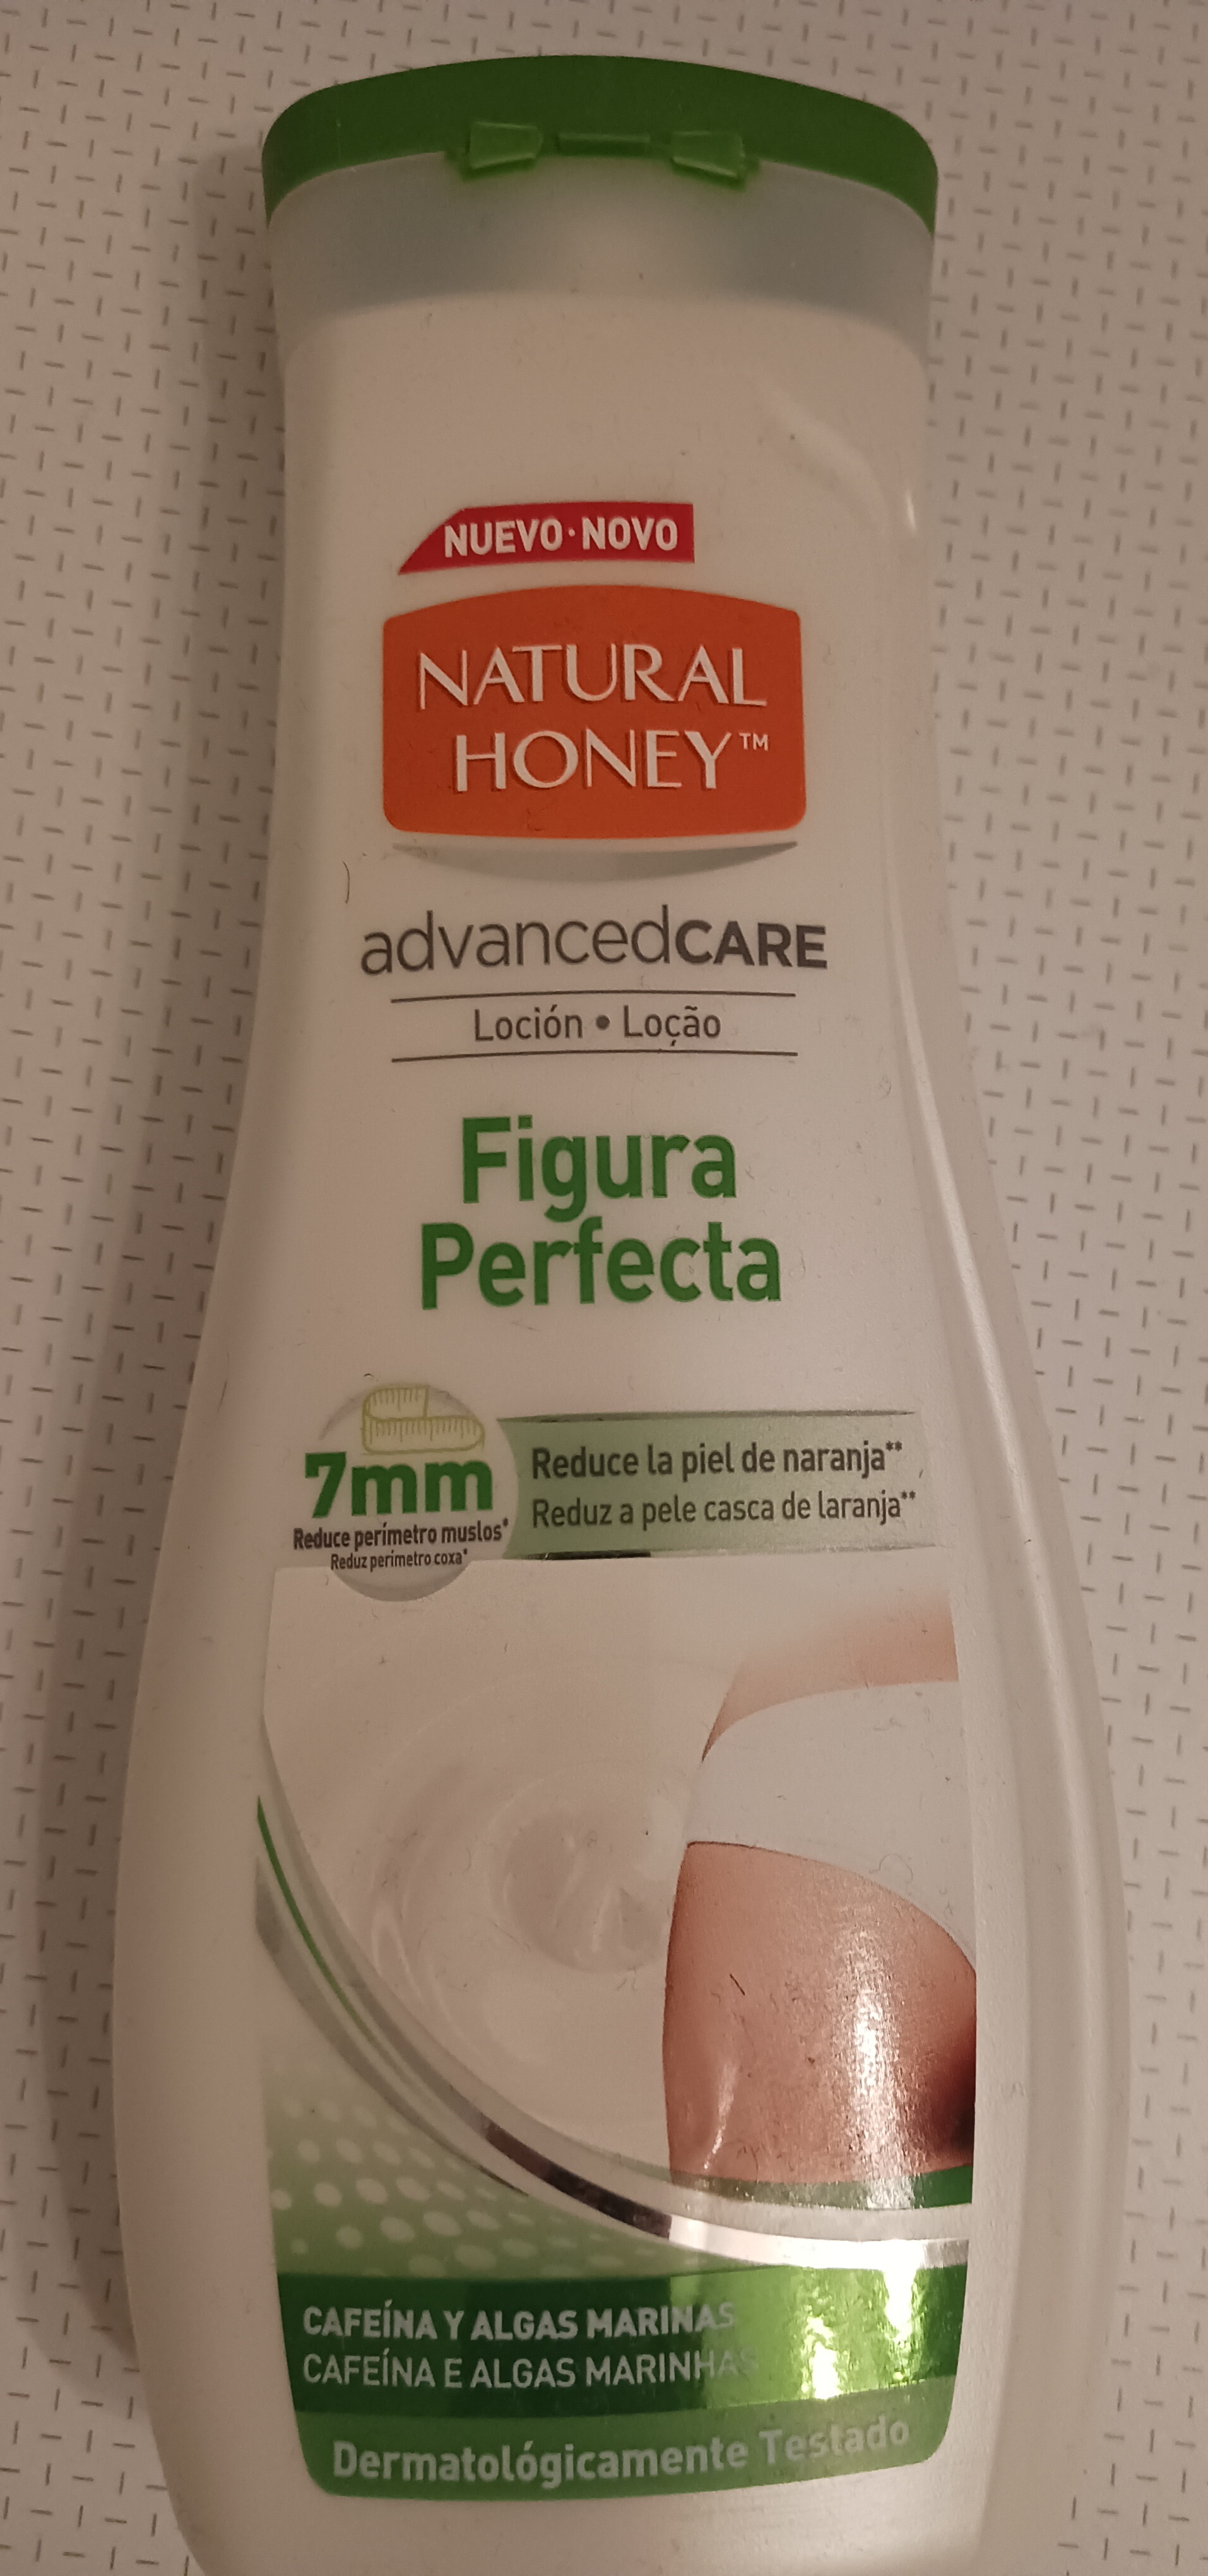 NUEVO · NOVO
NATURAL
HONEY™
advancedCARE
Loción • Loção
Figura
Perfecta
7mm
Reduce perímetro muslos*
Reduz perímetro coxa*
Reduce la piel de naranja**
Reduz a pele casca de laranja**
CAFEÍNA Y ALGAS MARINAS
CAFEÍNA E ALGAS MARINHAS
Dermatológicamente Testado